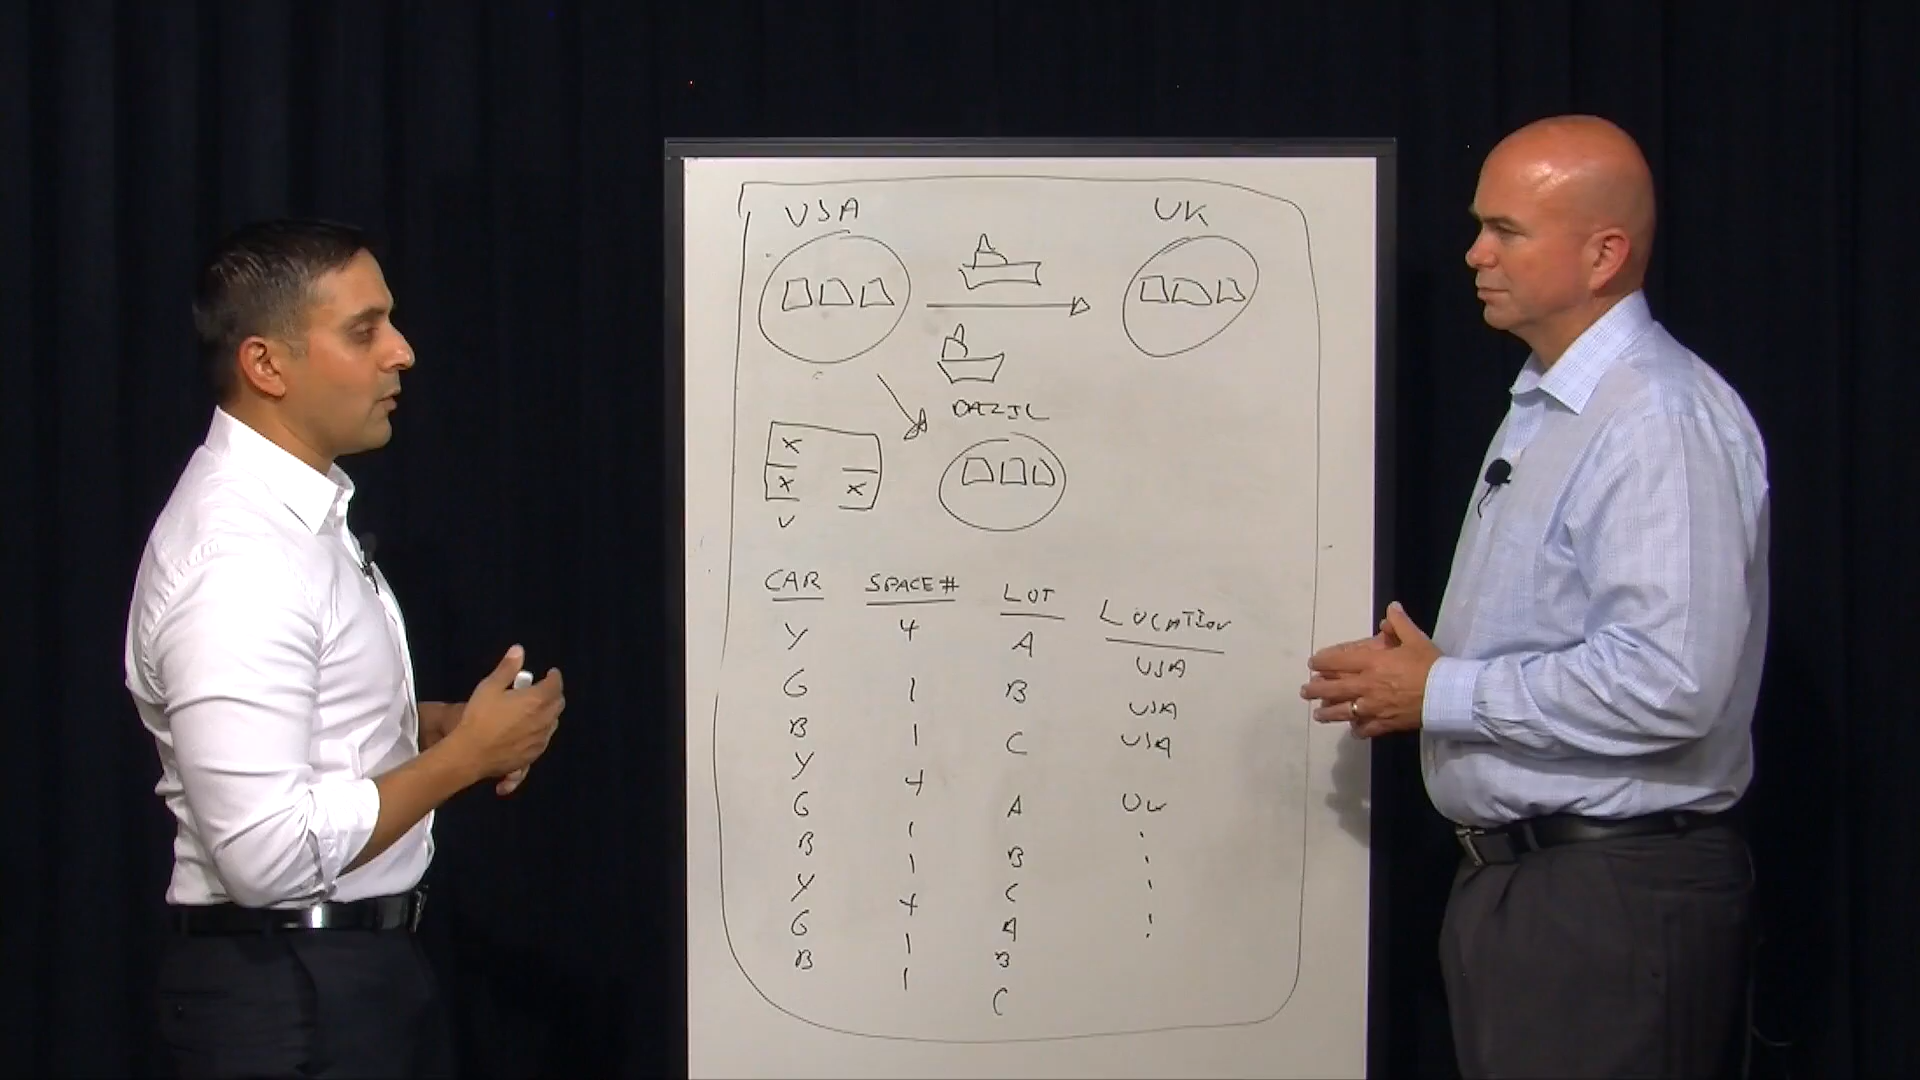 USA UK
BAZIL
X
X X
V
CAR SPACE # LOT LOCATION
Y 4 A USA
G 1 B USA
B 1 C USA
Y 4 A UK
G 1 B
B 1 C
Y 4 A
G 1 B
B 1 C